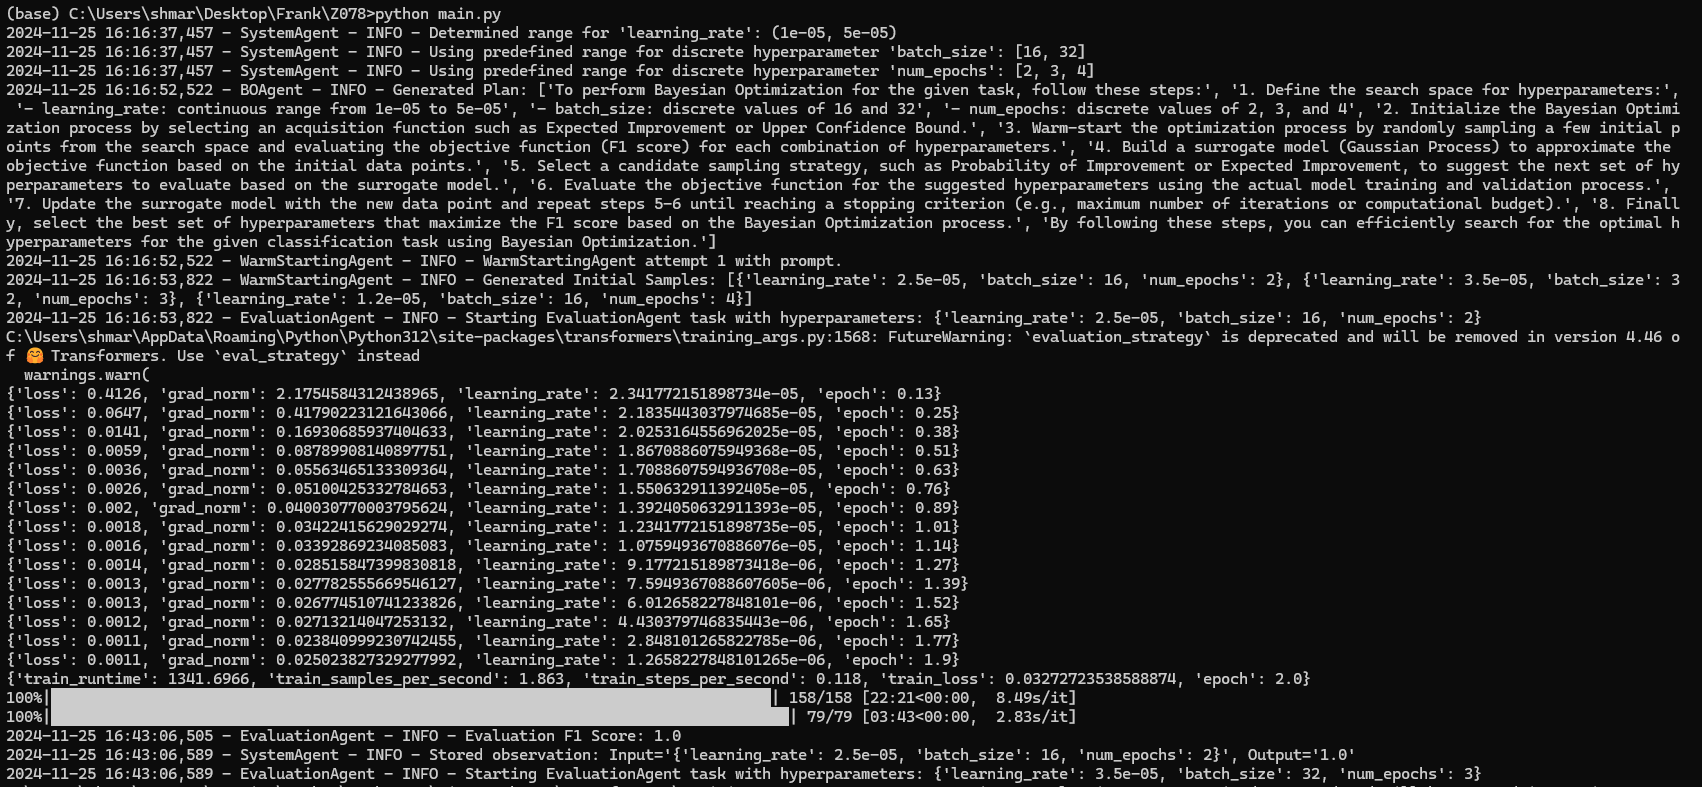 (base) C:\Users\shmar\Desktop\Frank\Z078>python main.py
2024-11-25 16:16:37,457 - SystemAgent - INFO - Determined range for 'learning_rate': (1e-05, 5e-05)
2024-11-25 16:16:37,457 - SystemAgent - INFO - Using predefined range for discrete hyperparameter 'batch_size': [16, 32]
2024-11-25 16:16:37,457 - SystemAgent - INFO - Using predefined range for discrete hyperparameter 'num_epochs': [2, 3, 4]
2024-11-25 16:16:52,522 - BOAgent - INFO - Generated Plan: ['To perform Bayesian Optimization for the given task, follow these steps:', '1. Define the search space for hyperparameters:',
 '- learning_rate: continuous range from 1e-05 to 5e-05', '- batch_size: discrete values of 16 and 32', '- num_epochs: discrete values of 2, 3, and 4', '2. Initialize the Bayesian Optimi
zation process by selecting an acquisition function such as Expected Improvement or Upper Confidence Bound.', '3. Warm-start the optimization process by randomly sampling a few initial p
oints from the search space and evaluating the objective function (F1 score) for each combination of hyperparameters.', '4. Build a surrogate model (Gaussian Process) to approximate the 
objective function based on the initial data points.', '5. Select a candidate sampling strategy, such as Probability of Improvement or Expected Improvement, to suggest the next set of hy
perparameters to evaluate based on the surrogate model.', '6. Evaluate the objective function for the suggested hyperparameters using the actual model training and validation process.', 
'7. Update the surrogate model with the new data point and repeat steps 5-6 until reaching a stopping criterion (e.g., maximum number of iterations or computational budget).', '8. Finall
y, select the best set of hyperparameters that maximize the F1 score based on the Bayesian Optimization process.', 'By following these steps, you can efficiently search for the optimal h
yperparameters for the given classification task using Bayesian Optimization.']
2024-11-25 16:16:52,522 - WarmStartingAgent - INFO - WarmStartingAgent attempt 1 with prompt.
2024-11-25 16:16:53,822 - WarmStartingAgent - INFO - Generated Initial Samples: [{'learning_rate': 2.5e-05, 'batch_size': 16, 'num_epochs': 2}, {'learning_rate': 3.5e-05, 'batch_size': 3
2, 'num_epochs': 3}, {'learning_rate': 1.2e-05, 'batch_size': 16, 'num_epochs': 4}]
2024-11-25 16:16:53,822 - EvaluationAgent - INFO - Starting EvaluationAgent task with hyperparameters: {'learning_rate': 2.5e-05, 'batch_size': 16, 'num_epochs': 2}
C:\Users\shmar\AppData\Roaming\Python\Python312\site-packages\transformers\training_args.py:1568: FutureWarning: `evaluation_strategy` is deprecated and will be removed in version 4.46 o
f 🤗 Transformers. Use `eval_strategy` instead
  warnings.warn(
{'loss': 0.4126, 'grad_norm': 2.1754584312438965, 'learning_rate': 2.341772151898734e-05, 'epoch': 0.13}
{'loss': 0.0647, 'grad_norm': 0.41790223121643066, 'learning_rate': 2.1835443037974685e-05, 'epoch': 0.25}
{'loss': 0.0141, 'grad_norm': 0.16930685937404633, 'learning_rate': 2.0253164556962025e-05, 'epoch': 0.38}
{'loss': 0.0059, 'grad_norm': 0.08789908140897751, 'learning_rate': 1.8670886075949368e-05, 'epoch': 0.51}
{'loss': 0.0036, 'grad_norm': 0.05563465133309364, 'learning_rate': 1.7088607594936708e-05, 'epoch': 0.63}
{'loss': 0.0026, 'grad_norm': 0.05100425332784653, 'learning_rate': 1.550632911392405e-05, 'epoch': 0.76}
{'loss': 0.002, 'grad_norm': 0.040030770003795624, 'learning_rate': 1.3924050632911393e-05, 'epoch': 0.89}
{'loss': 0.0018, 'grad_norm': 0.03422415629029274, 'learning_rate': 1.2341772151898735e-05, 'epoch': 1.01}
{'loss': 0.0016, 'grad_norm': 0.03392869234085083, 'learning_rate': 1.0759493670886076e-05, 'epoch': 1.14}
{'loss': 0.0014, 'grad_norm': 0.028515847399830818, 'learning_rate': 9.177215189873418e-06, 'epoch': 1.27}
{'loss': 0.0013, 'grad_norm': 0.027782555669546127, 'learning_rate': 7.5949367088607605e-06, 'epoch': 1.39}
{'loss': 0.0013, 'grad_norm': 0.026774510741233826, 'learning_rate': 6.012658227848101e-06, 'epoch': 1.52}
{'loss': 0.0012, 'grad_norm': 0.02713214047253132, 'learning_rate': 4.430379746835443e-06, 'epoch': 1.65}
{'loss': 0.0011, 'grad_norm': 0.023840999230742455, 'learning_rate': 2.848101265822785e-06, 'epoch': 1.77}
{'loss': 0.0011, 'grad_norm': 0.025023827329277992, 'learning_rate': 1.2658227848101265e-06, 'epoch': 1.9}
{'train_runtime': 1341.6966, 'train_samples_per_second': 1.863, 'train_steps_per_second': 0.118, 'train_loss': 0.03272723538588874, 'epoch': 2.0}
100%| | 158/158 [22:21<00:00,  8.49s/it]
100%| | 79/79 [03:43<00:00,  2.83s/it]
2024-11-25 16:43:06,505 - EvaluationAgent - INFO - Evaluation F1 Score: 1.0
2024-11-25 16:43:06,589 - SystemAgent - INFO - Stored observation: Input='{'learning_rate': 2.5e-05, 'batch_size': 16, 'num_epochs': 2}', Output='1.0'
2024-11-25 16:43:06,589 - EvaluationAgent - INFO - Starting EvaluationAgent task with hyperparameters: {'learning_rate': 3.5e-05, 'batch_size': 32, 'num_epochs': 3}